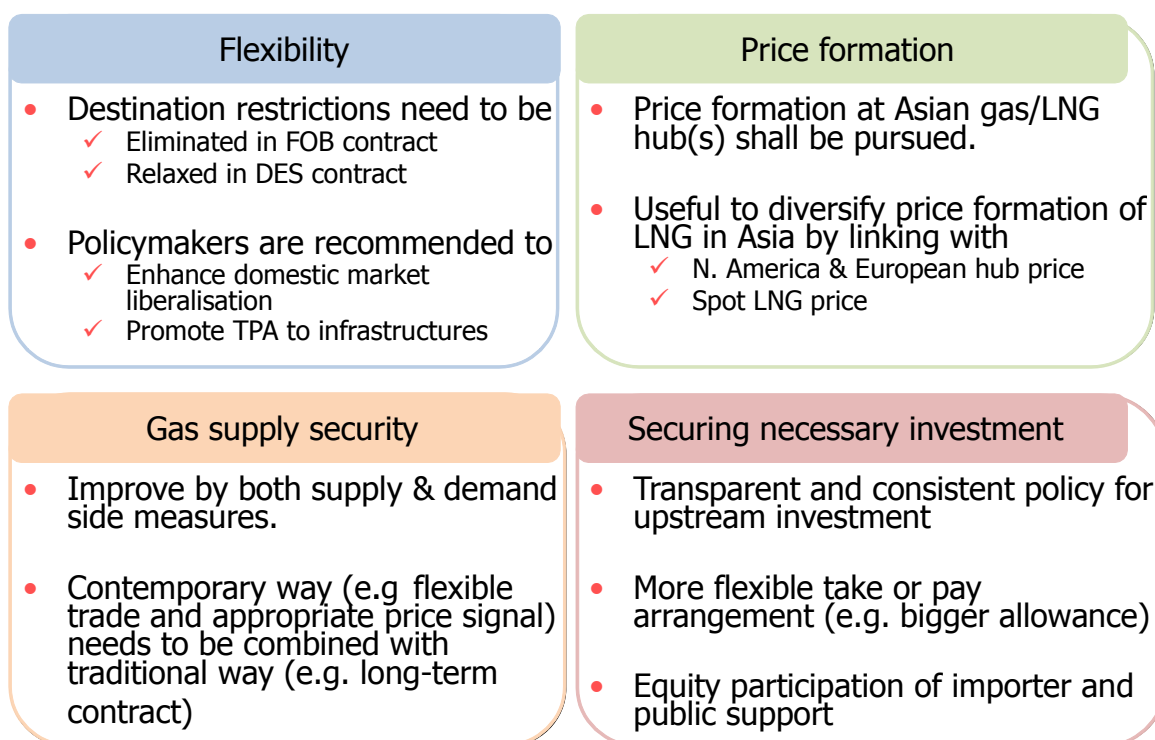 Flexibility
• Destination restrictions need to be
✓ Eliminated in FOB contract
✓ Relaxed in DES contract
• Policymakers are recommended to
✓ Enhance domestic market
liberalisation
✓ Promote TPA to infrastructures
Price formation
• Price formation at Asian gas/LNG
hub(s) shall be pursued.
• Useful to diversify price formation of
LNG in Asia by linking with
✓ N. America & European hub price
✓ Spot LNG price
Gas supply security
• Improve by both supply & demand
side measures.
• Contemporary way (e.g flexible
trade and appropriate price signal)
needs to be combined with
traditional way (e.g. long-term
contract)
Securing necessary investment
• Transparent and consistent policy for
upstream investment
• More flexible take or pay
arrangement (e.g. bigger allowance)
• Equity participation of importer and
public support